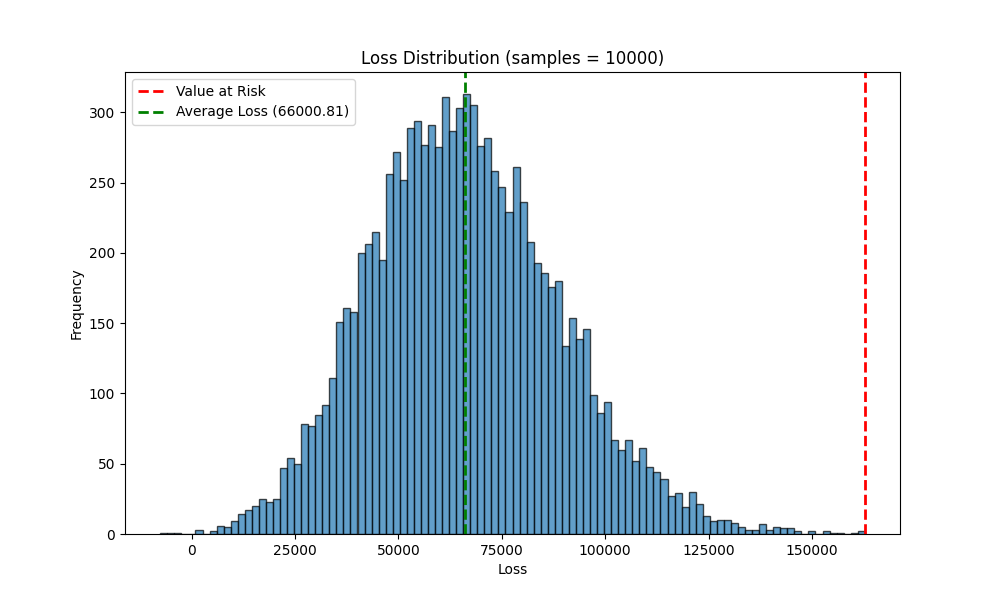 Loss Distribution (samples = 10000)
Value at Risk
Average Loss (66000.81)
300
250
200
150
100
50
0
Frequency
0 25000 50000 75000 100000 125000 150000
Loss